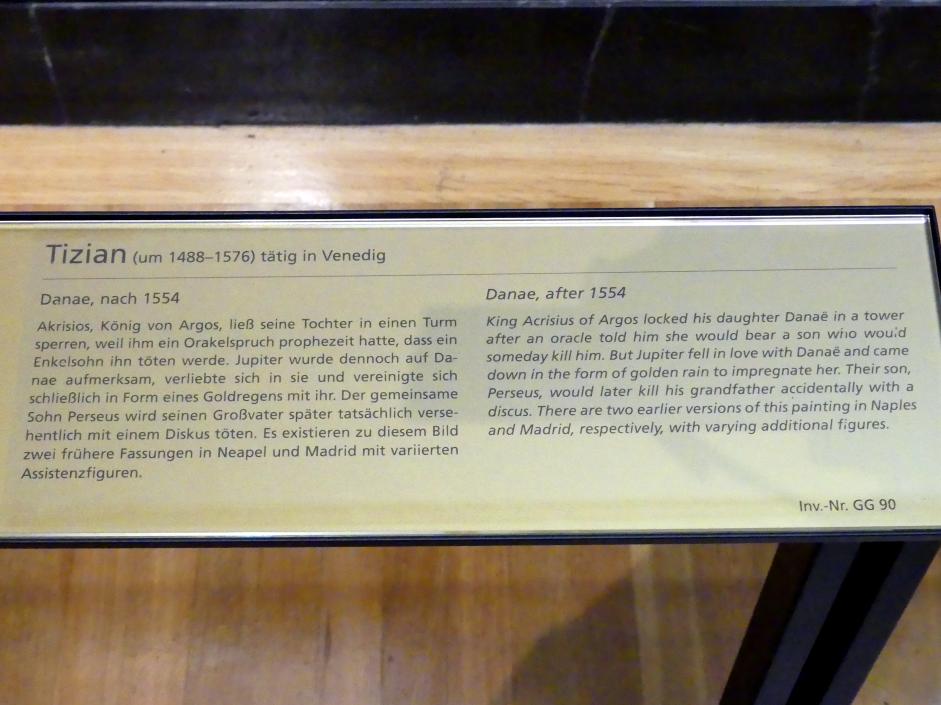 Tizian (um 1488–1576) tätig in Venedig
Danae, nach 1554
Akrisios, König von Argos, ließ seine Tochter in einen Turm
sperren, weil ihm ein Orakelspruch prophezeit hatte, dass ein
Enkelsohn ihn töten werde. Jupiter wurde dennoch auf Da-
nae aufmerksam, verliebte sich in sie und vereinigte sich
schließlich in Form eines Goldregens mit ihr. Der gemeinsame
Sohn Perseus wird seinen Großvater später tatsächlich verse-
hentlich mit einem Diskus töten. Es existieren zu diesem Bild
zwei frühere Fassungen in Neapel und Madrid mit variierten
Assistenzfiguren.
Danae, after 1554
King Acrisius of Argos locked his daughter Danaë in a tower
after an oracle told him she would bear a son who would
someday kill him. But Jupiter fell in love with Danaë and came
down in the form of golden rain to impregnate her. Their son,
Perseus, would later kill his grandfather accidentally with a
discus. There are two earlier versions of this painting in Naples
and Madrid, respectively, with varying additional figures.
Inv.-Nr. GG 90